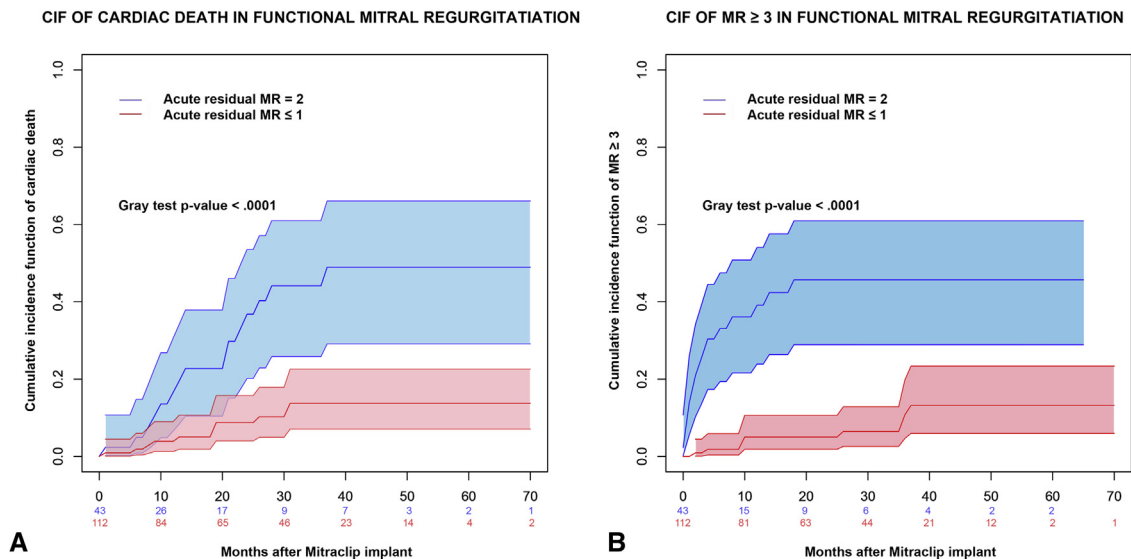 CIF OF CARDIAC DEATH IN FUNCTIONAL MITRAL REGURGITATIATION
Cumulative incidence function of cardiac death
1.0
0.8
0.6
0.4
0.2
0.0
Acute residual MR = 2
Acute residual MR ≤ 1
Gray test p-value < .0001
0 10 20 30 40 50 60 70
43 26 17 9 7 3 2 1
112 84 65 46 23 14 4 2
Months after Mitraclip implant
A
CIF OF MR ≥ 3 IN FUNCTIONAL MITRAL REGURGITATIATION
Cumulative incidence function of MR ≥ 3
1.0
0.8
0.6
0.4
0.2
0.0
Acute residual MR = 2
Acute residual MR ≤ 1
Gray test p-value < .0001
0 10 20 30 40 50 60 70
43 15 9 6 4 2 2
112 81 63 44 21 12 2 1
Months after Mitraclip implant
B